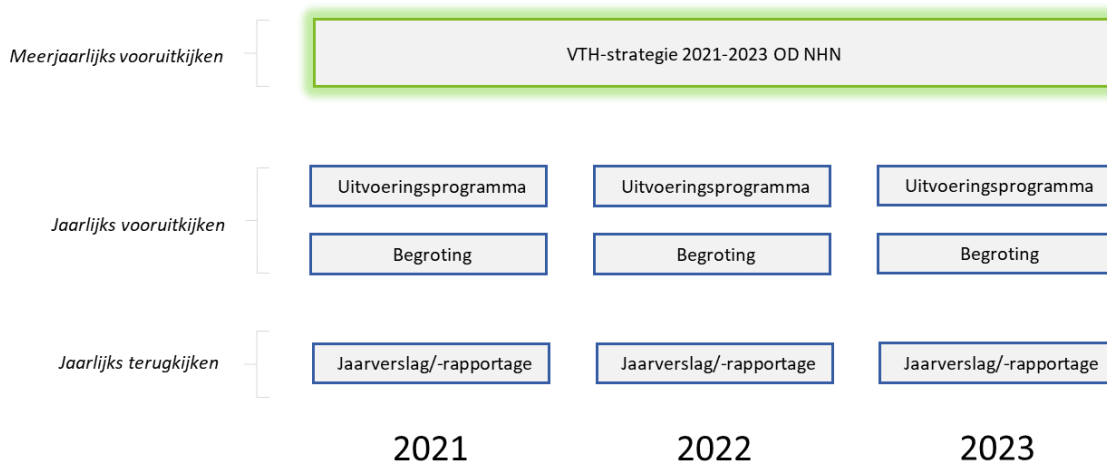 Meerjaarlijks vooruitkijken
VTH-strategie 2021-2023 OD NHN
Uitvoeringsprogramma
Uitvoeringsprogramma
Uitvoeringsprogramma
Jaarlijks vooruitkijken
Begroting
Begroting
Begroting
Jaarlijks terugkijken
Jaarverslag/-rapportage
Jaarverslag/-rapportage
Jaarverslag/-rapportage
2021
2022
2023